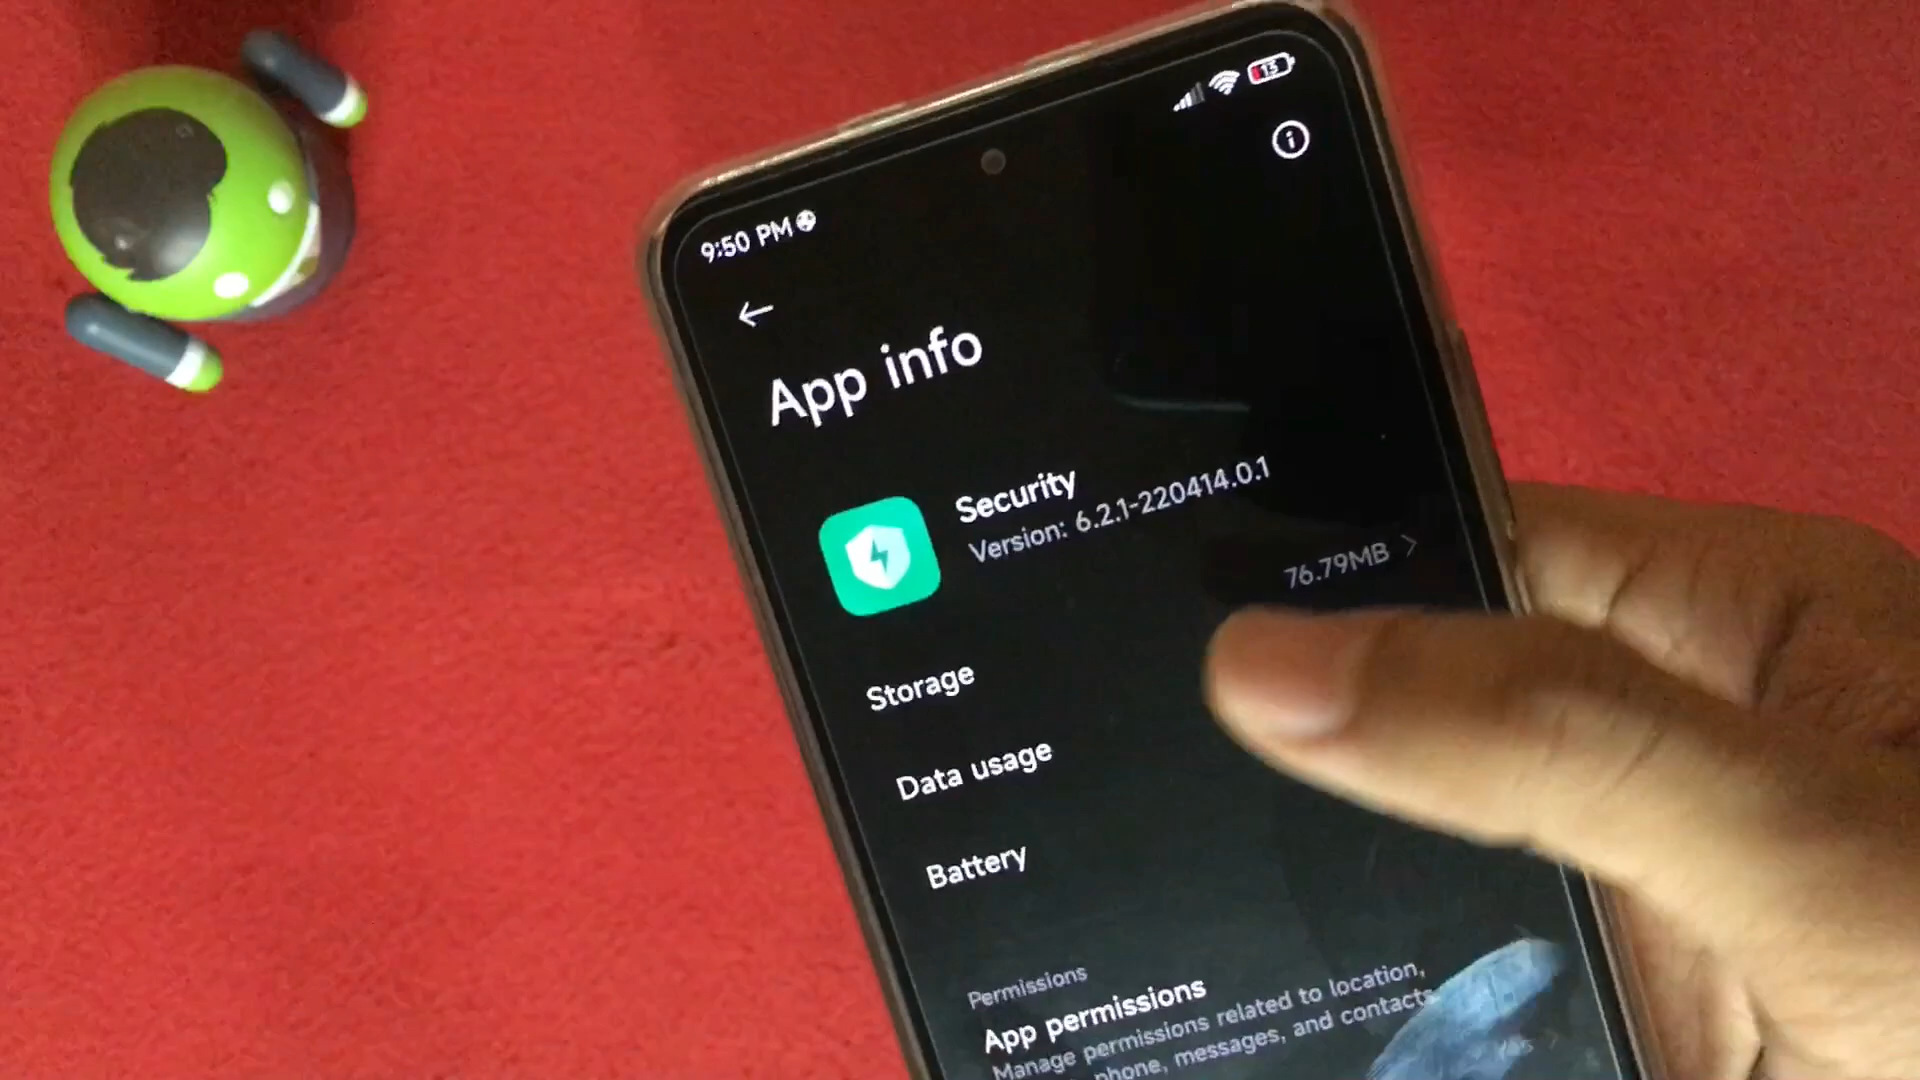 13
9:50 PM
App info
Security
Version: 6.2.1-220414.0.1
76.79MB
Storage
Data usage
Battery
Permissions
App permissions
Manage permissions related to location,
phone, messages, and contacts